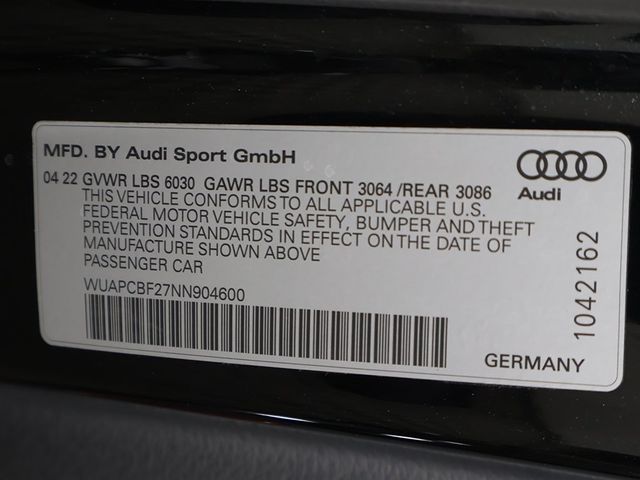 MFD. BY Audi Sport GmbH
04 22 GVWR LBS 6030 GAWR LBS FRONT 3064 /REAR 3086
THIS VEHICLE CONFORMS TO ALL APPLICABLE U.S.
FEDERAL MOTOR VEHICLE SAFETY, BUMPER AND THEFT
PREVENTION STANDARDS IN EFFECT ON THE DATE OF
MANUFACTURE SHOWN ABOVE
PASSENGER CAR
WUAPCBF27NN904600
Audi
1042162
GERMANY